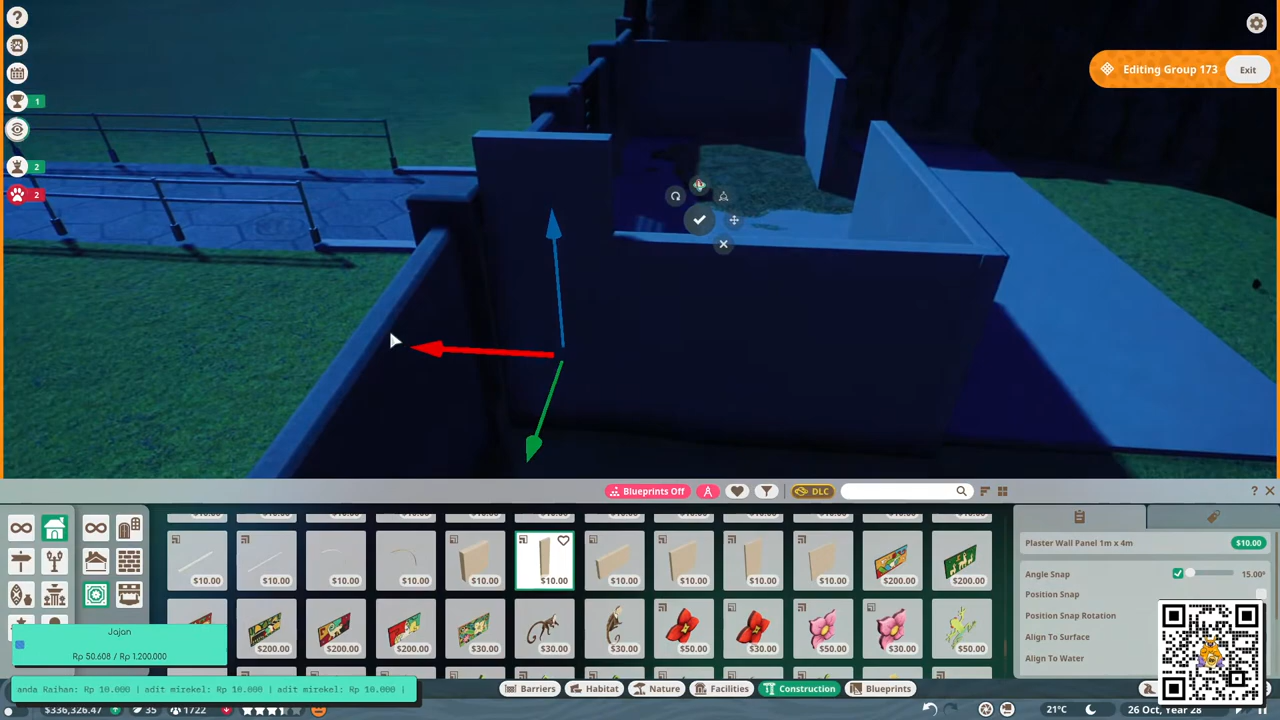 ?
1
2
2
Editing Group 173
Exit
Blueprints Off
DLC
?
$10.00
$10.00
$10.00
$10.00
$10.00
$10.00
$10.00
$10.00
$10.00
$10.00
$200.00
$200.00
$200.00
$200.00
$200.00
$30.00
$30.00
$30.00
$50.00
$30.00
$50.00
$30.00
$50.00
Plaster Wall Panel 1m x 4m
$10.00
Angle Snap
15.00°
Position Snap
Position Snap Rotation
Align To Surface
Align To Water
Jajan
Rp 50.608 / Rp 1.200.000
anda Raihan: Rp 10.000 | adit mirekel: Rp 10.000 | adit mirekel: Rp 10.000 |
Barriers
Habitat
Nature
Facilities
Construction
Blueprints
$336,326.47
35
1722
21°C
26 Oct, Year 28